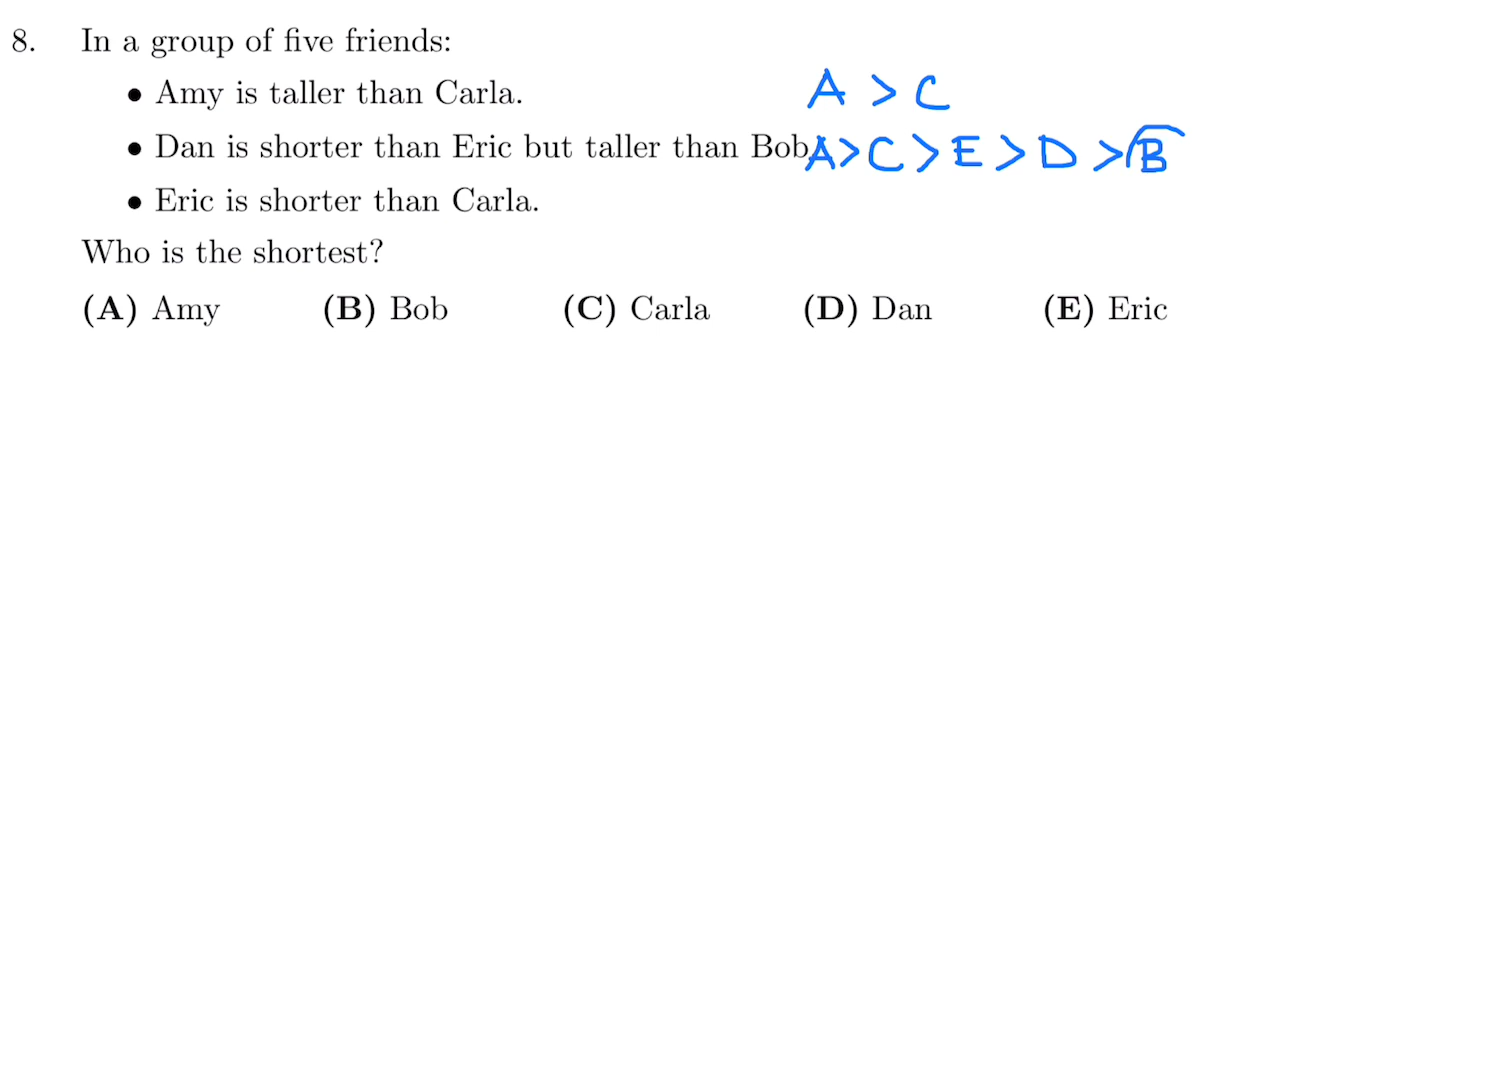 8. In a group of five friends:
• Amy is taller than Carla. A > C
• Dan is shorter than Eric but taller than Bob. A > C > E > D > B
• Eric is shorter than Carla.
Who is the shortest?
(A) Amy (B) Bob (C) Carla (D) Dan (E) Eric